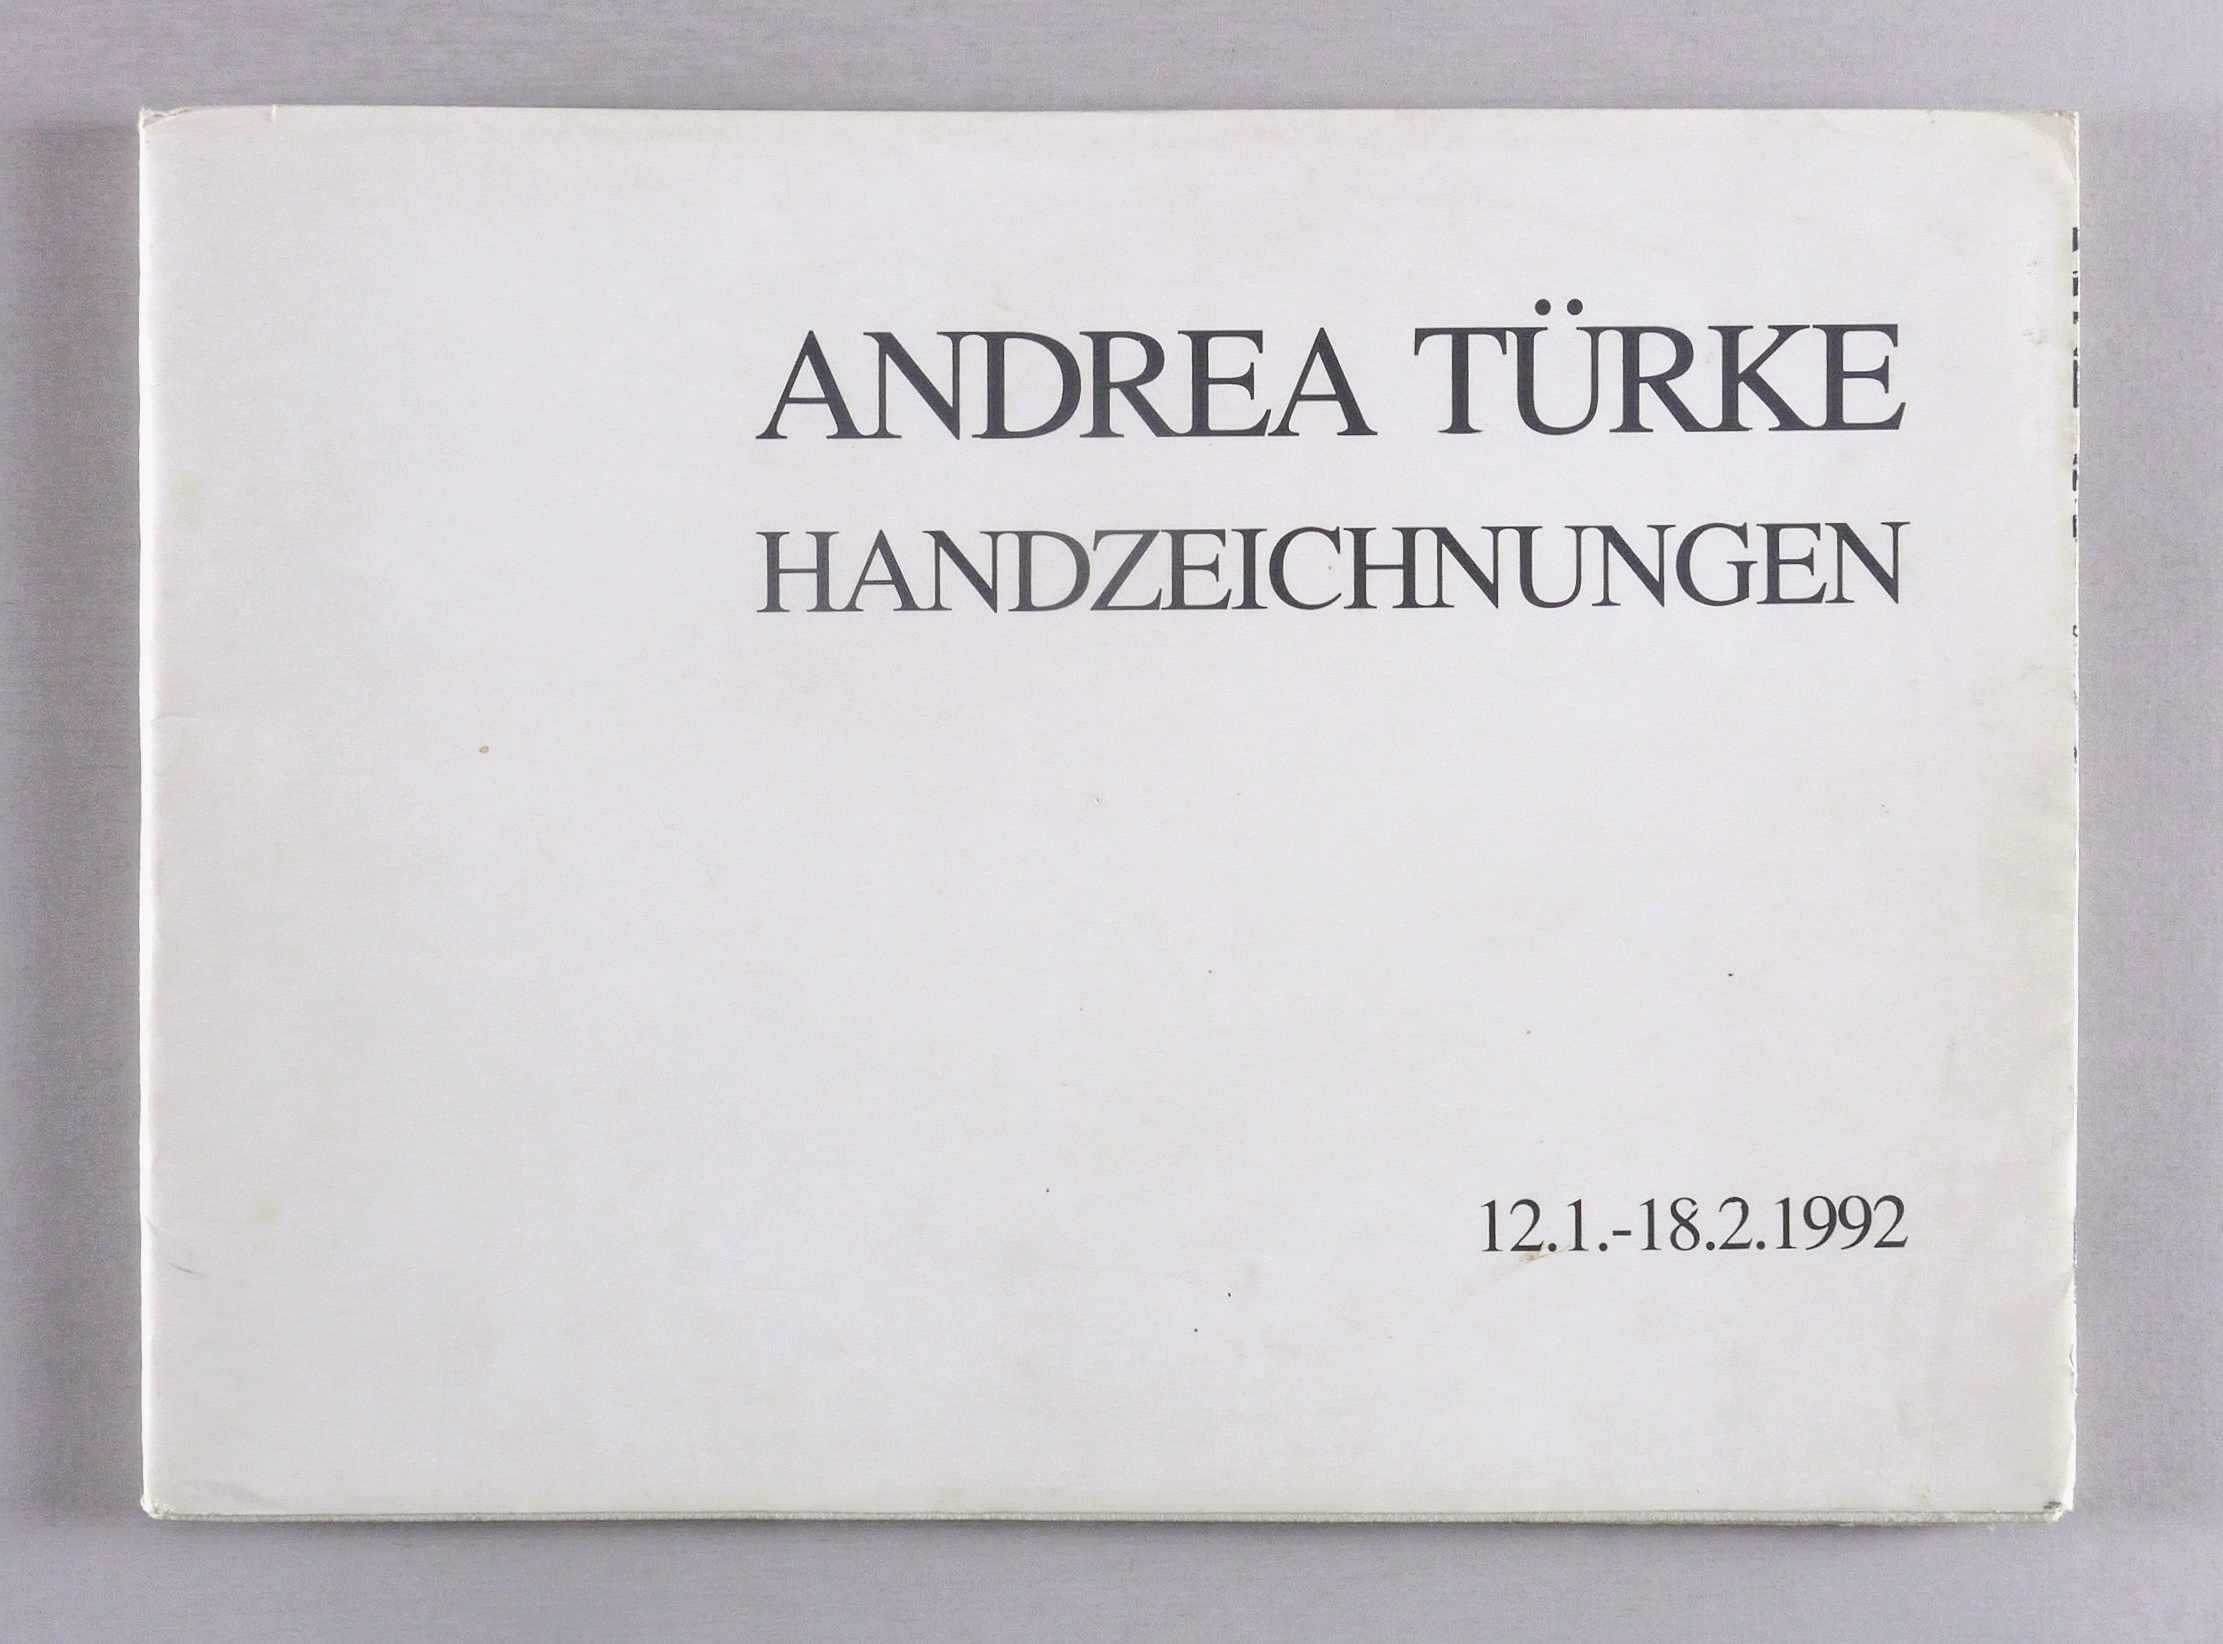 ANDREA TÜRKE
HANDZEICHNUNGEN
12.1.-18.2.1992